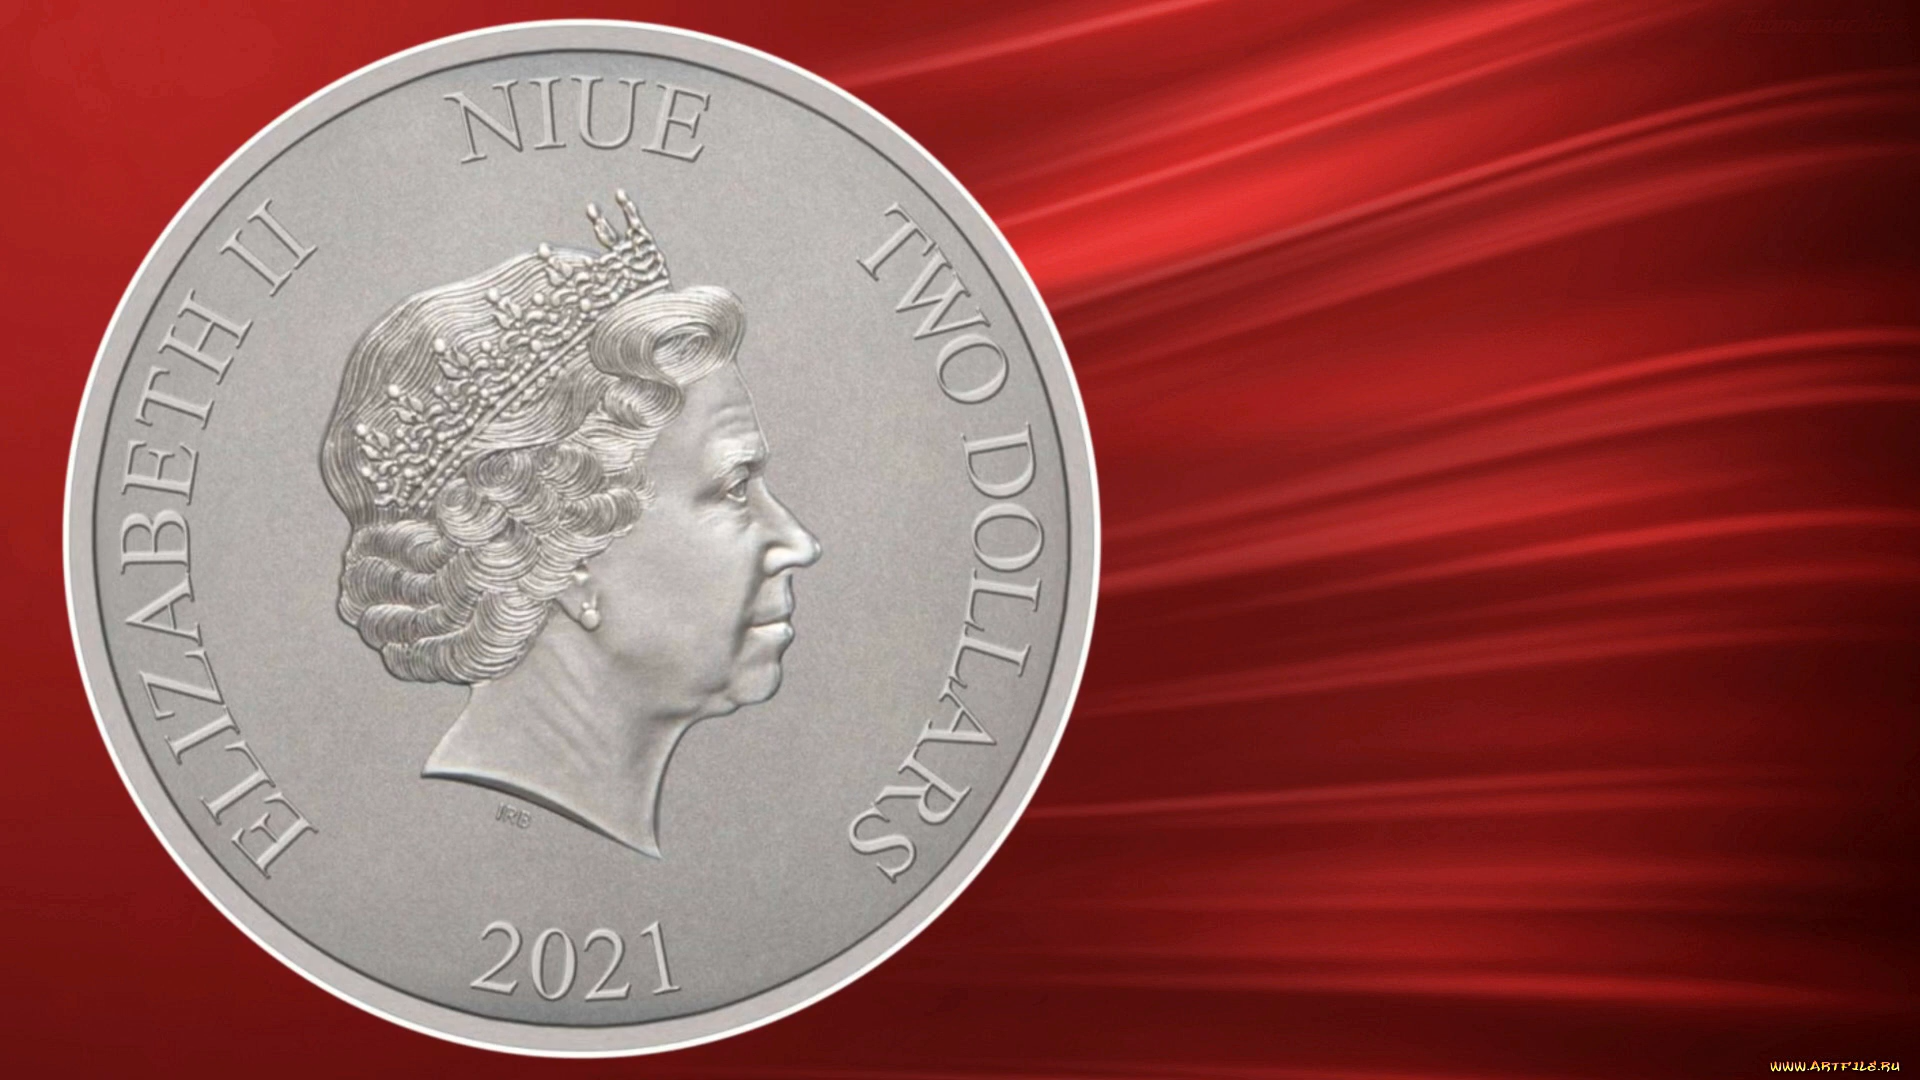 NIUE
ELIZABETH II
TWO DOLLARS
IRB
2021
WWW.ARTFILE.RU